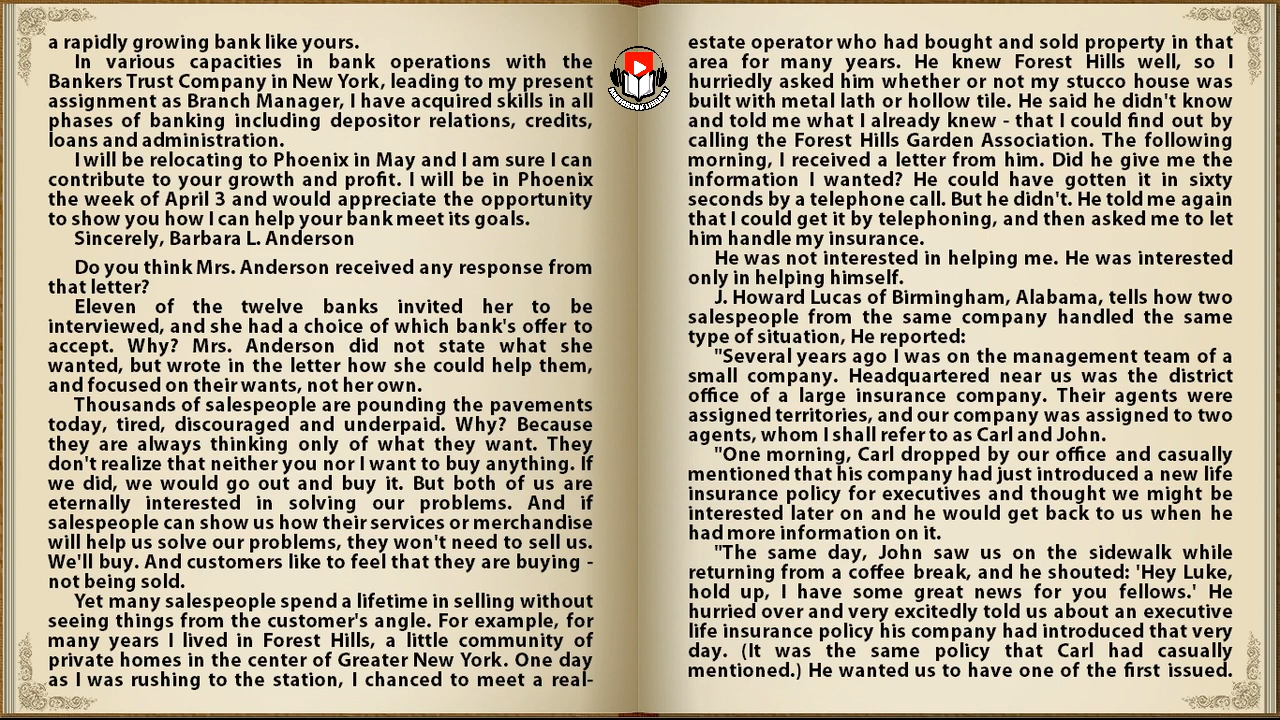 a rapidly growing bank like yours.
In various capacities in bank operations with the
Bankers Trust Company in New York, leading to my present
assignment as Branch Manager, I have acquired skills in all
phases of banking including depositor relations, credits,
loans and administration.
I will be relocating to Phoenix in May and I am sure I can
contribute to your growth and profit. I will be in Phoenix
the week of April 3 and would appreciate the opportunity
to show you how I can help your bank meet its goals.
Sincerely, Barbara L. Anderson
Do you think Mrs. Anderson received any response from
that letter?
Eleven of the twelve banks invited her to be
interviewed, and she had a choice of which bank's offer to
accept. Why? Mrs. Anderson did not state what she
wanted, but wrote in the letter how she could help them,
and focused on their wants, not her own.
Thousands of salespeople are pounding the pavements
today, tired, discouraged and underpaid. Why? Because
they are always thinking only of what they want. They
don't realize that neither you nor I want to buy anything. If
we did, we would go out and buy it. But both of us are
eternally interested in solving our problems. And if
salespeople can show us how their services or merchandise
will help us solve our problems, they won't need to sell us.
We'll buy. And customers like to feel that they are buying -
not being sold.
Yet many salespeople spend a lifetime in selling without
seeing things from the customer's angle. For example, for
many years I lived in Forest Hills, a little community of
private homes in the center of Greater New York. One day
as I was rushing to the station, I chanced to meet a real-
estate operator who had bought and sold property in that
area for many years. He knew Forest Hills well, so I
hurriedly asked him whether or not my stucco house was
built with metal lath or hollow tile. He said he didn't know
and told me what I already knew - that I could find out by
calling the Forest Hills Garden Association. The following
morning, I received a letter from him. Did he give me the
information I wanted? He could have gotten it in sixty
seconds by a telephone call. But he didn't. He told me again
that I could get it by telephoning, and then asked me to let
him handle my insurance.
He was not interested in helping me. He was interested
only in helping himself.
J. Howard Lucas of Birmingham, Alabama, tells how two
salespeople from the same company handled the same
type of situation, He reported:
"Several years ago I was on the management team of a
small company. Headquartered near us was the district
office of a large insurance company. Their agents were
assigned territories, and our company was assigned to two
agents, whom I shall refer to as Carl and John.
"One morning, Carl dropped by our office and casually
mentioned that his company had just introduced a new life
insurance policy for executives and thought we might be
interested later on and he would get back to us when he
had more information on it.
"The same day, John saw us on the sidewalk while
returning from a coffee break, and he shouted: 'Hey Luke,
hold up, I have some great news for you fellows.' He
hurried over and very excitedly told us about an executive
life insurance policy his company had introduced that very
day. (It was the same policy that Carl had casually
mentioned.) He wanted us to have one of the first issued.